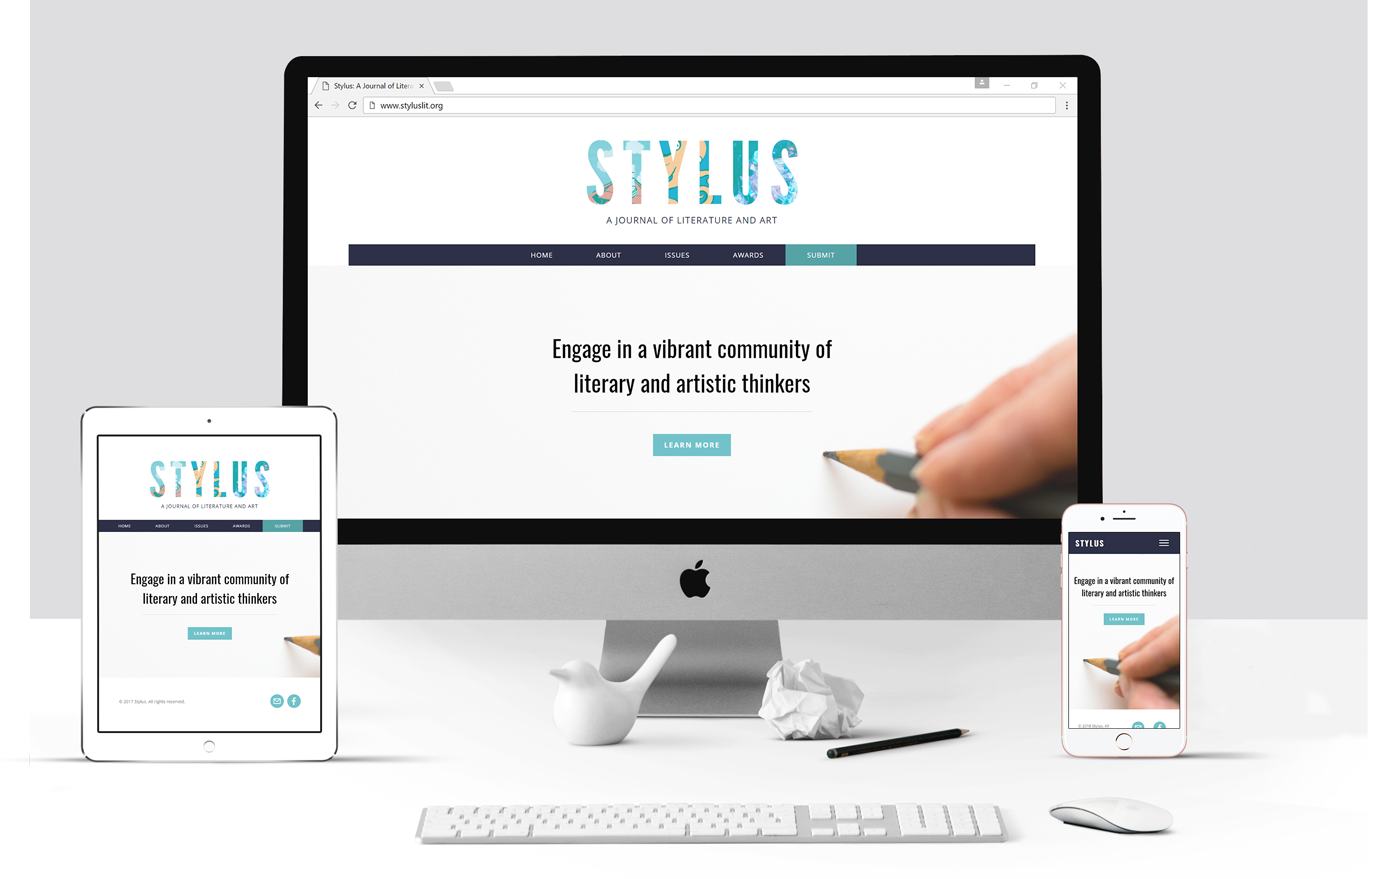 Stylus: A Journal of Litera
www.styluslit.org
STYLUS
A JOURNAL OF LITERATURE AND ART
HOME ABOUT ISSUES AWARDS SUBMIT
Engage in a vibrant community of
literary and artistic thinkers
LEARN MORE
STYLUS
A JOURNAL OF LITERATURE AND ART
HOME ABOUT ISSUES AWARDS SUBMIT
Engage in a vibrant community of
literary and artistic thinkers
LEARN MORE
© 2017 Stylus. All rights reserved.
STYLUS
Engage in a vibrant community of
literary and artistic thinkers
LEARN MORE
© 2018 Stylus. All